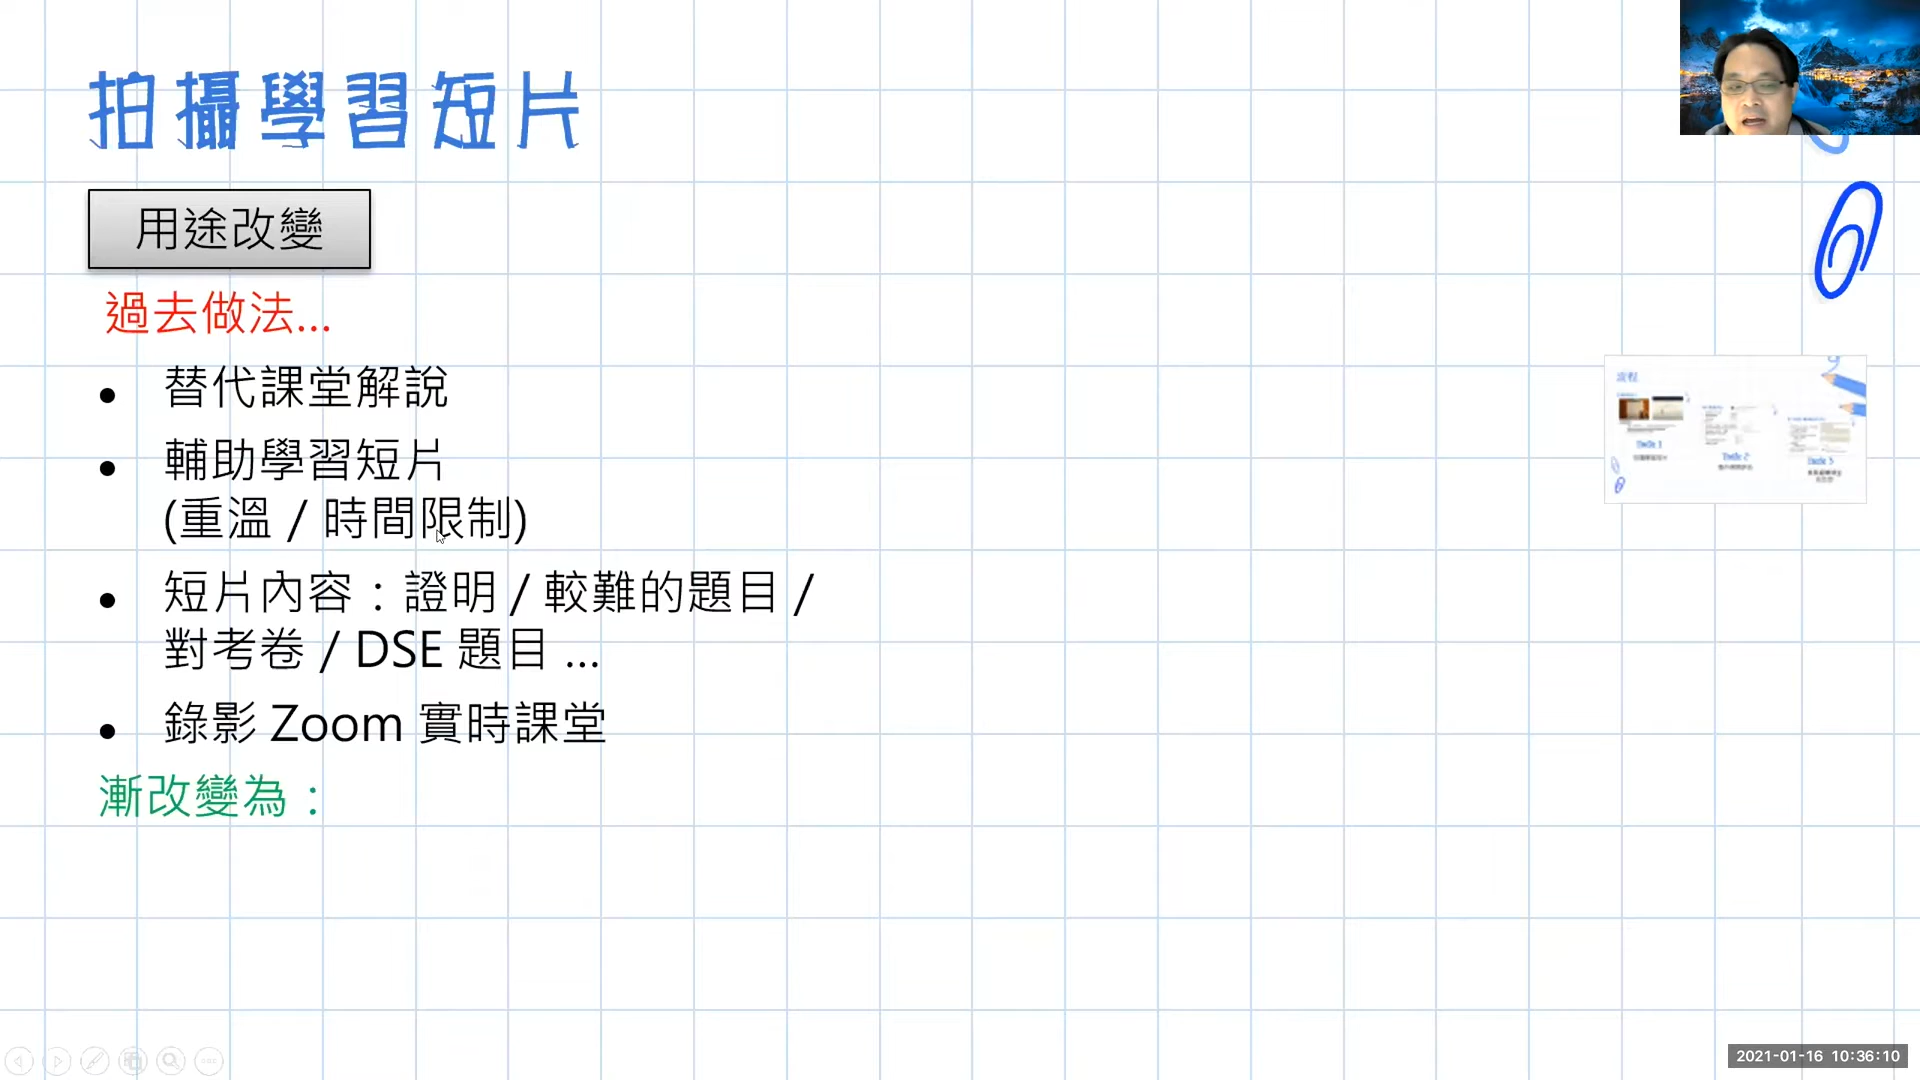 拍攝學習短片
用途改變
過去做法...
• 替代課堂解說
• 輔助學習短片
(重溫 / 時間限制)
• 短片內容：證明 / 較難的題目 /
對考卷 / DSE 題目 ...
• 錄影 Zoom 實時課堂
漸改變為：
流程
2021-01-16 10:36:10